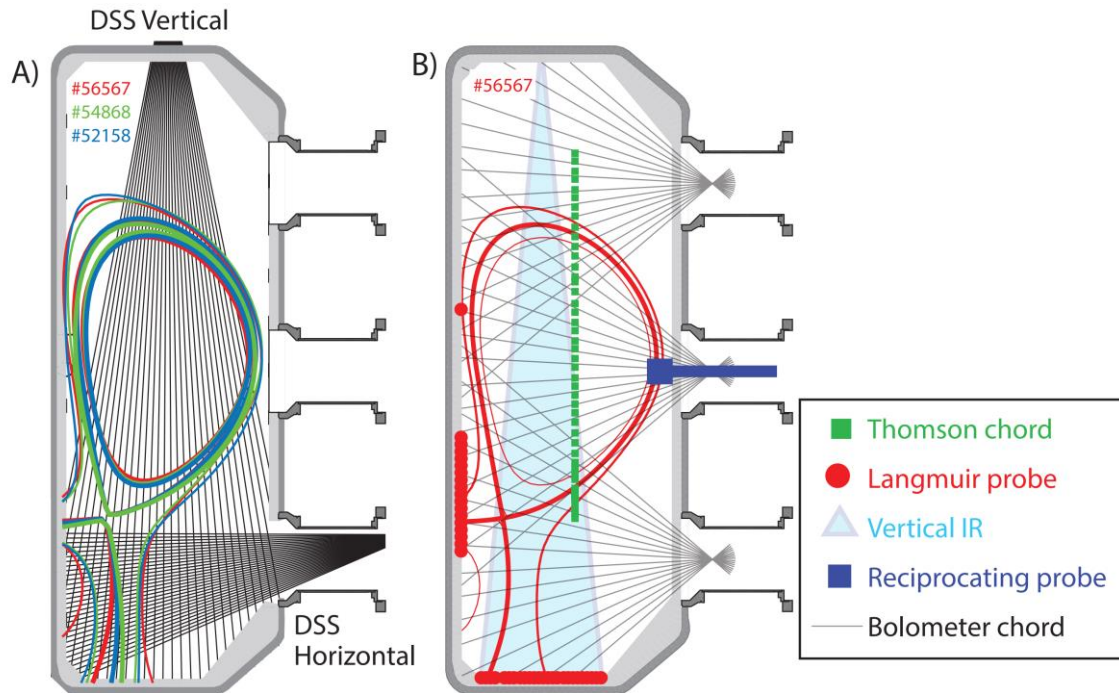 DSS Vertical
A)
#56567
#54868
#52158
DSS
Horizontal
B)
#56567
Thomson chord
Langmuir probe
Vertical IR
Reciprocating probe
Bolometer chord